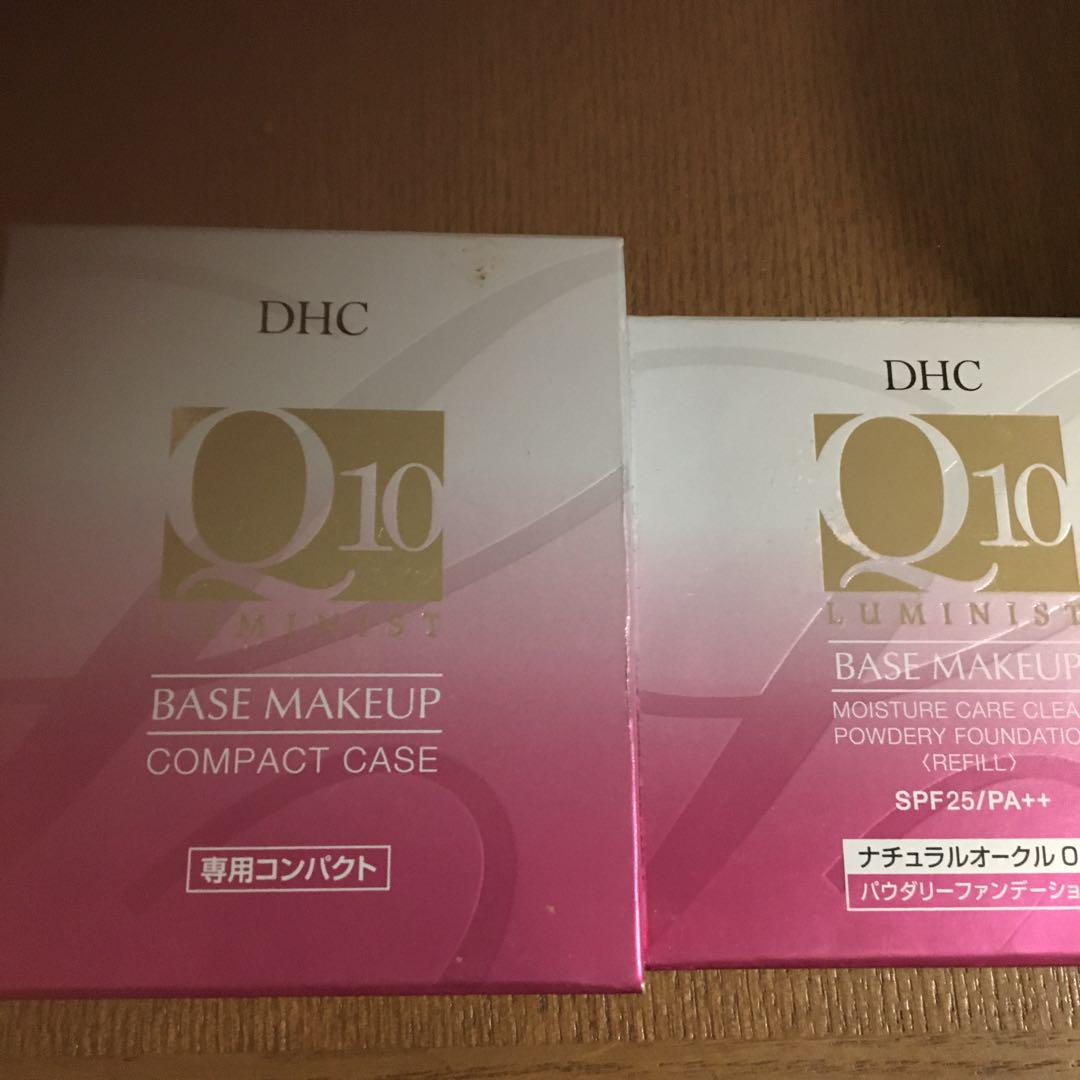 DHC
Q10
LUMINIST
BASE MAKEUP
COMPACT CASE
専用コンパクト
DHC
Q10
LUMINIST
BASE MAKEUP
MOISTURE CARE CLEA
POWDERY FOUNDATIO
〈REFILL〉
SPF25/PA++
ナチュラルオークル 0
パウダリーファンデーショ